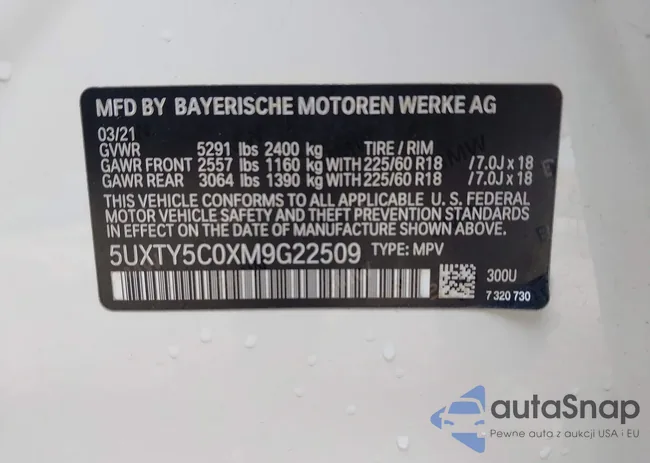 MFD BY BAYERISCHE MOTOREN WERKE AG
03/21
GVWR 5291 lbs 2400 kg TIRE / RIM
GAWR FRONT 2557 lbs 1160 kg WITH 225/60 R18 /7.0J x 18
GAWR REAR 3064 lbs 1390 kg WITH 225/60 R18 /7.0J x 18
THIS VEHICLE CONFORMS TO ALL APPLICABLE U. S. FEDERAL
MOTOR VEHICLE SAFETY, BUMPER, AND THEFT PREVENTION STANDARDS
IN EFFECT ON THE DATE OF MANUFACTURE SHOWN ABOVE.
5UXTY5C0XM9G22509 TYPE: MPV
300U
7 320 730
autaSnap
Pewne auta z aukcji USA i EU